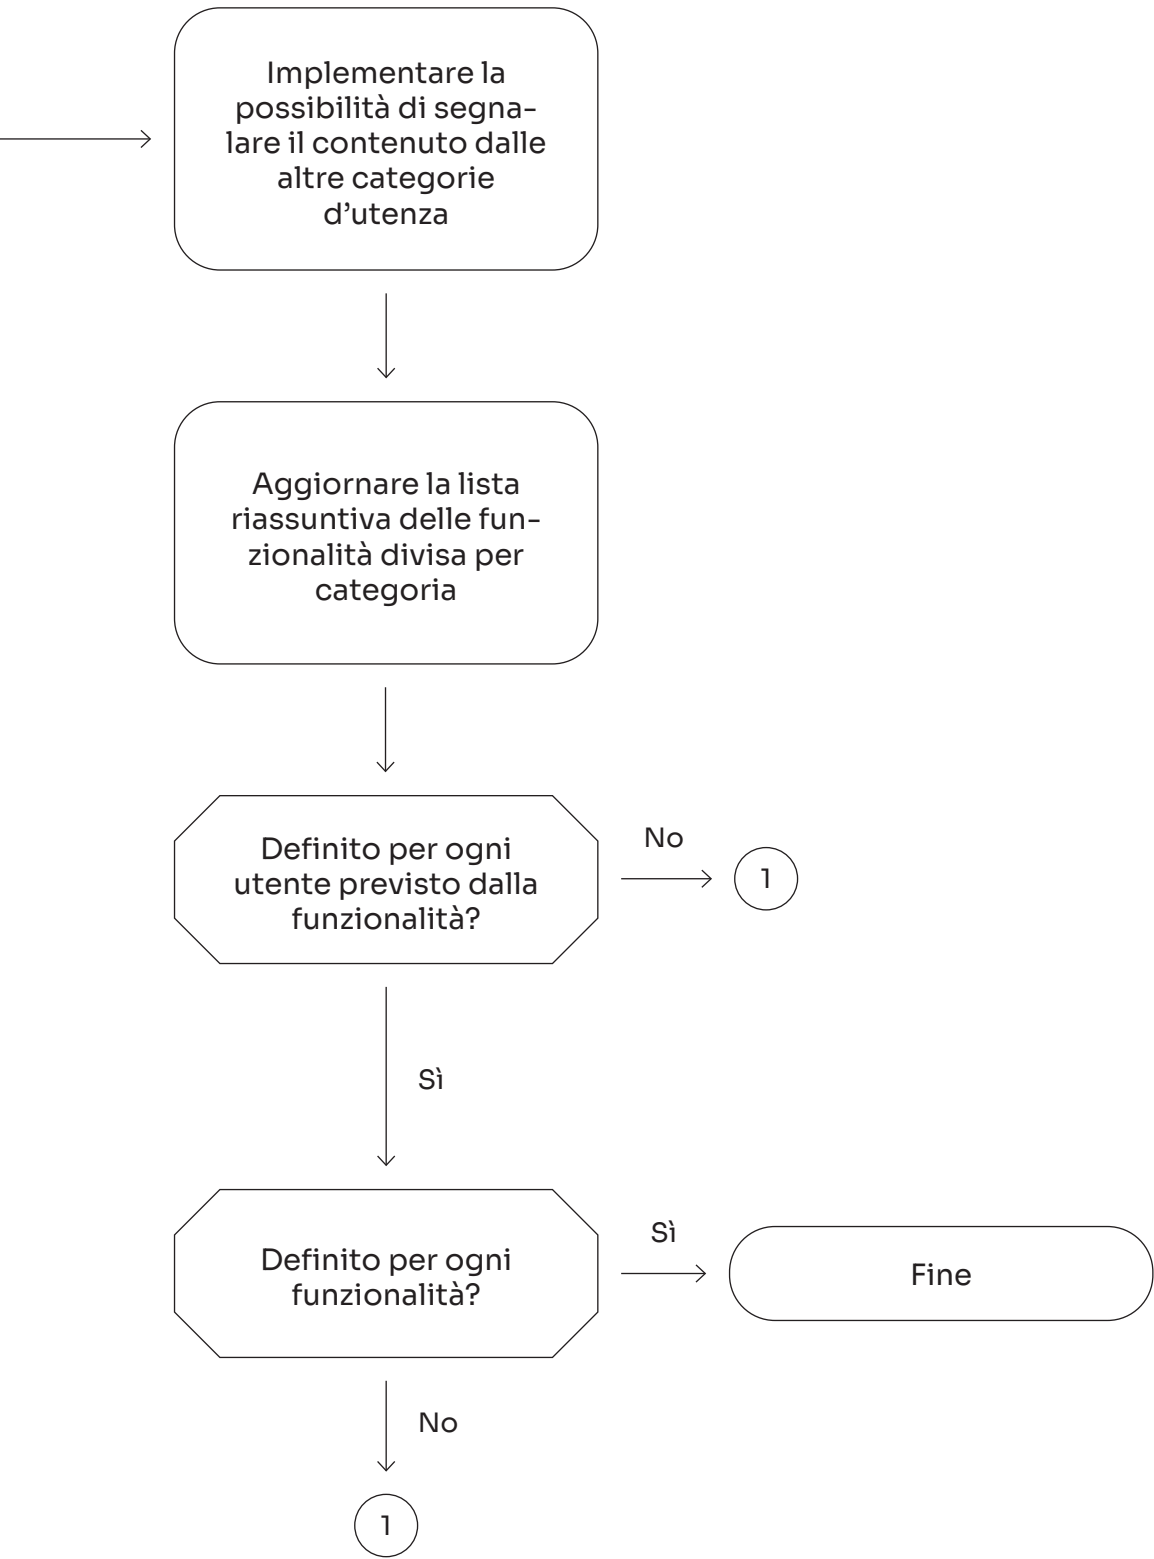 Implementare la
possibilità di segna-
lare il contenuto dalle
altre categorie
d’utenza
Aggiornare la lista
riassuntiva delle fun-
zionalità divisa per
categoria
Definito per ogni
utente previsto dalla
funzionalità?
No
1
Sì
Definito per ogni
funzionalità?
Sì
Fine
No
1